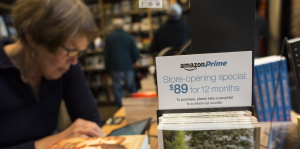 amazonPrime
Store-opening special:
$89 for 12 months
To purchase, please take a pamphlet
to a check-out counter